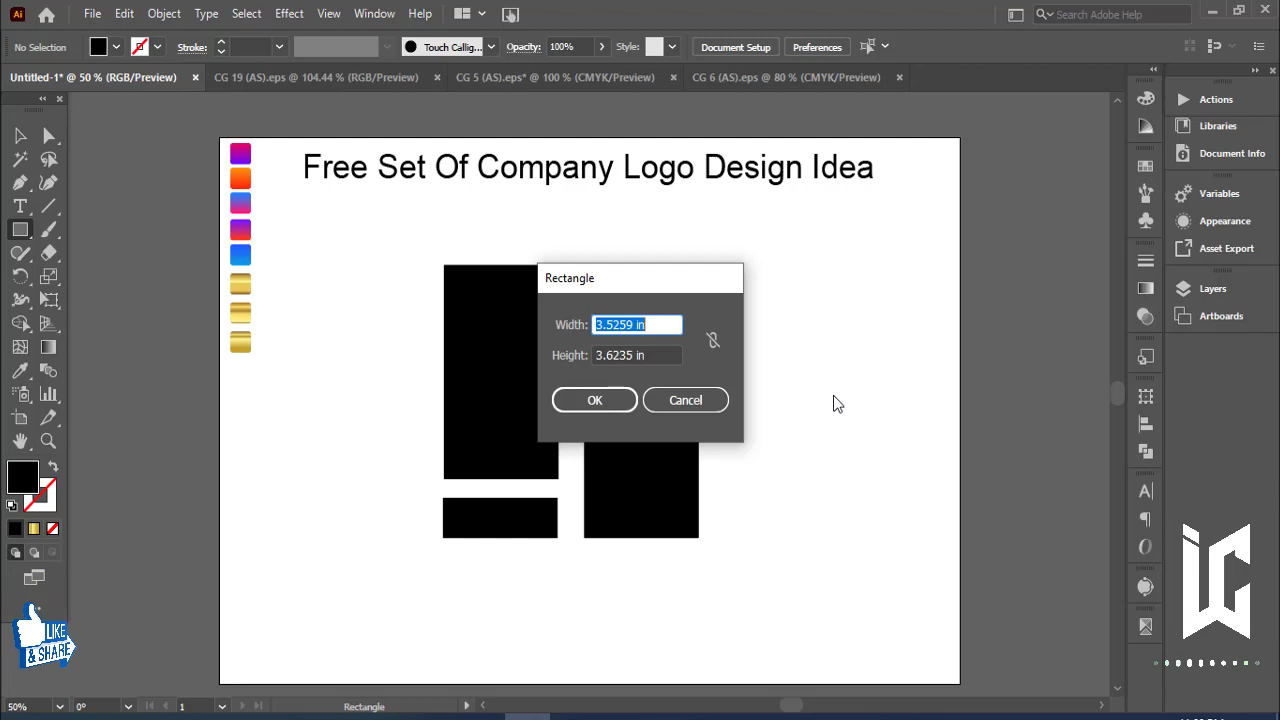 Ai File Edit Object Type Select Effect View Window Help Search Adobe Help
No Selection Stroke: Touch Callig... Opacity: 100% Style: Document Setup Preferences
Untitled-1* @ 50 % (RGB/Preview) × CG 19 (AS).eps @ 104.44 % (RGB/Preview) × CG 5 (AS).eps* @ 100 % (CMYK/Preview) × CG 6 (AS).eps @ 80 % (CMYK/Preview) ×
Actions
Libraries
Document Info
Variables
Appearance
Asset Export
Layers
Artboards
Free Set Of Company Logo Design Idea
Rectangle
Width: 3.5259 in
Height: 3.6235 in
OK Cancel
LIKE
& SHARE
iC
50% 0° 1 Rectangle